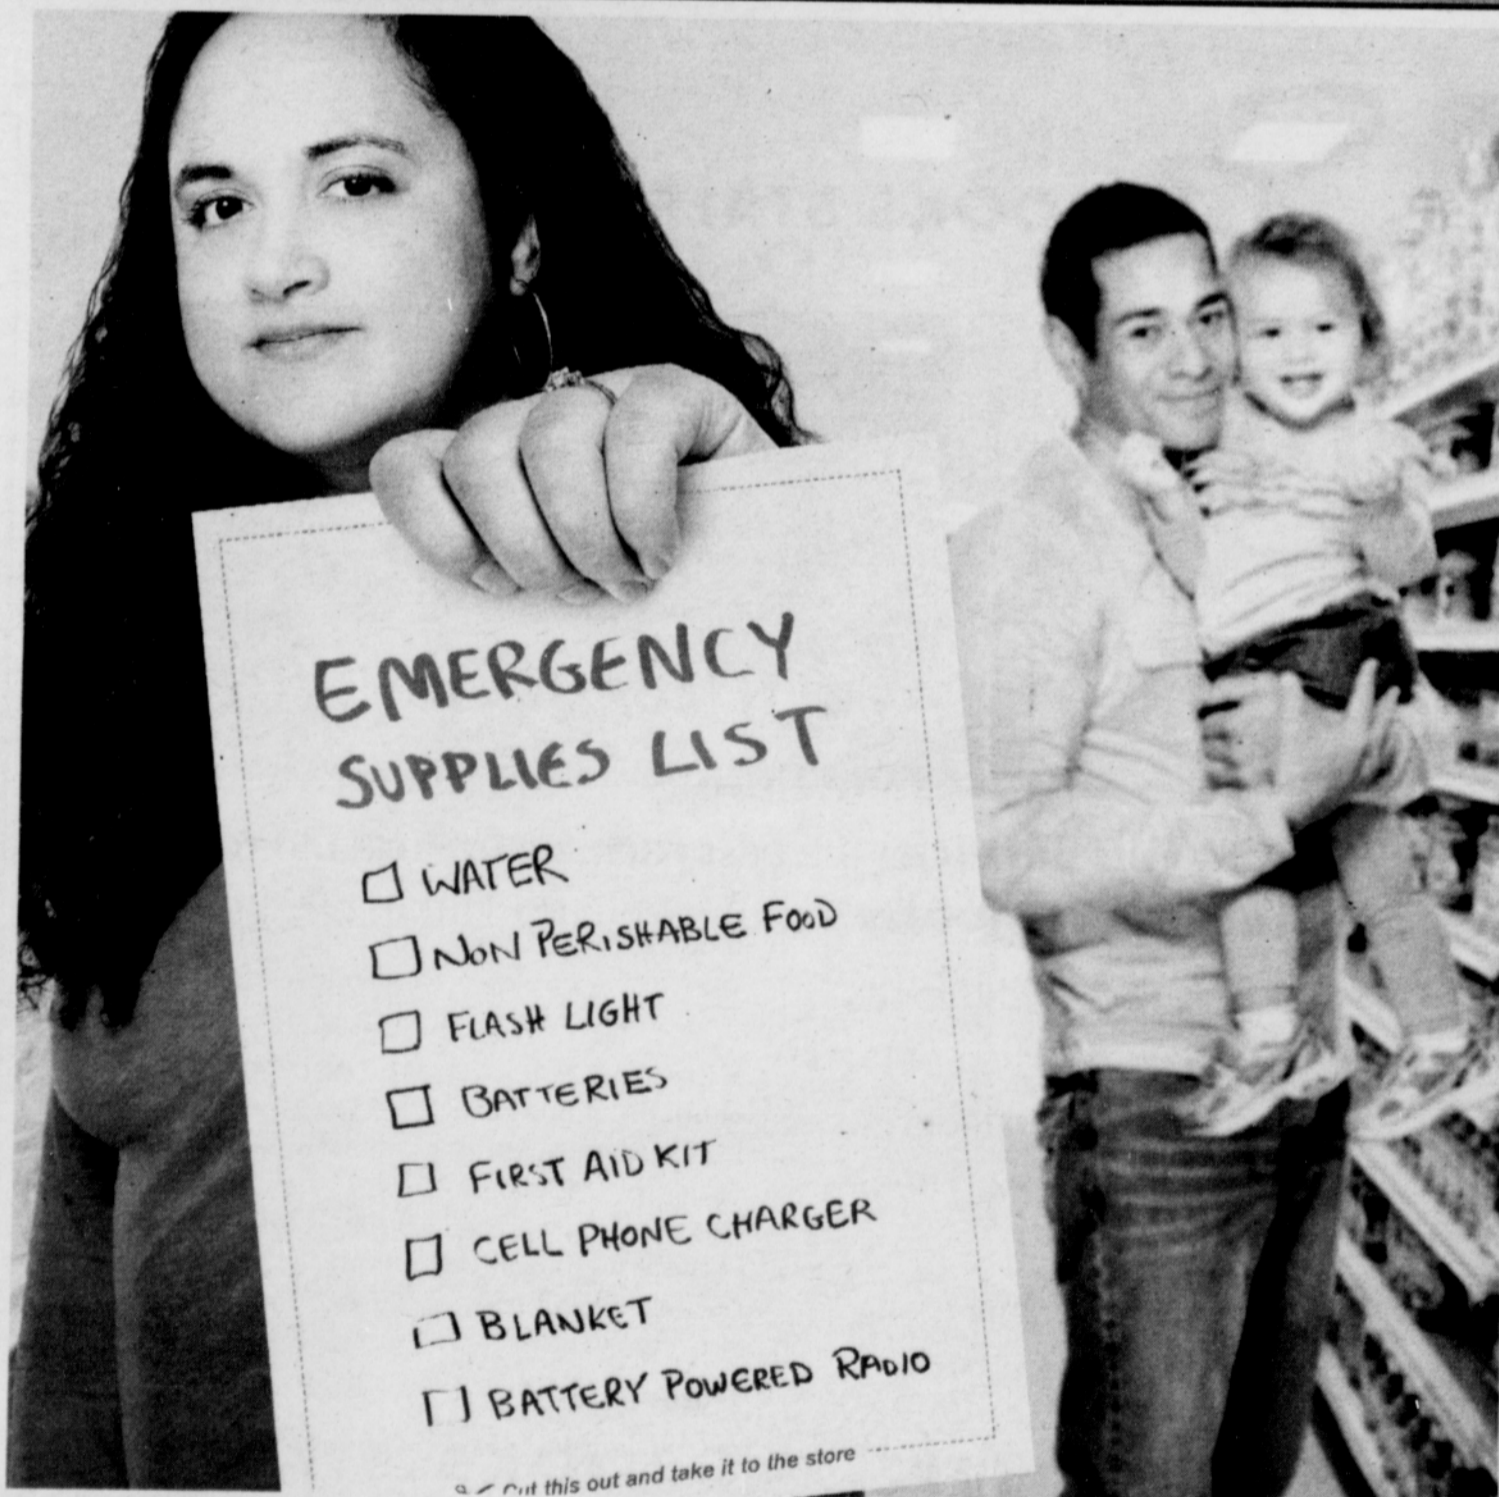 EMERGENCY
SUPPLIES LIST
WATER
NON PERISHABLE FOOD
FLASH LIGHT
BATTERIES
FIRST AID KIT
CELL PHONE CHARGER
BLANKET
BATTERY POWERED RADIO
Cut this out and take it to the store